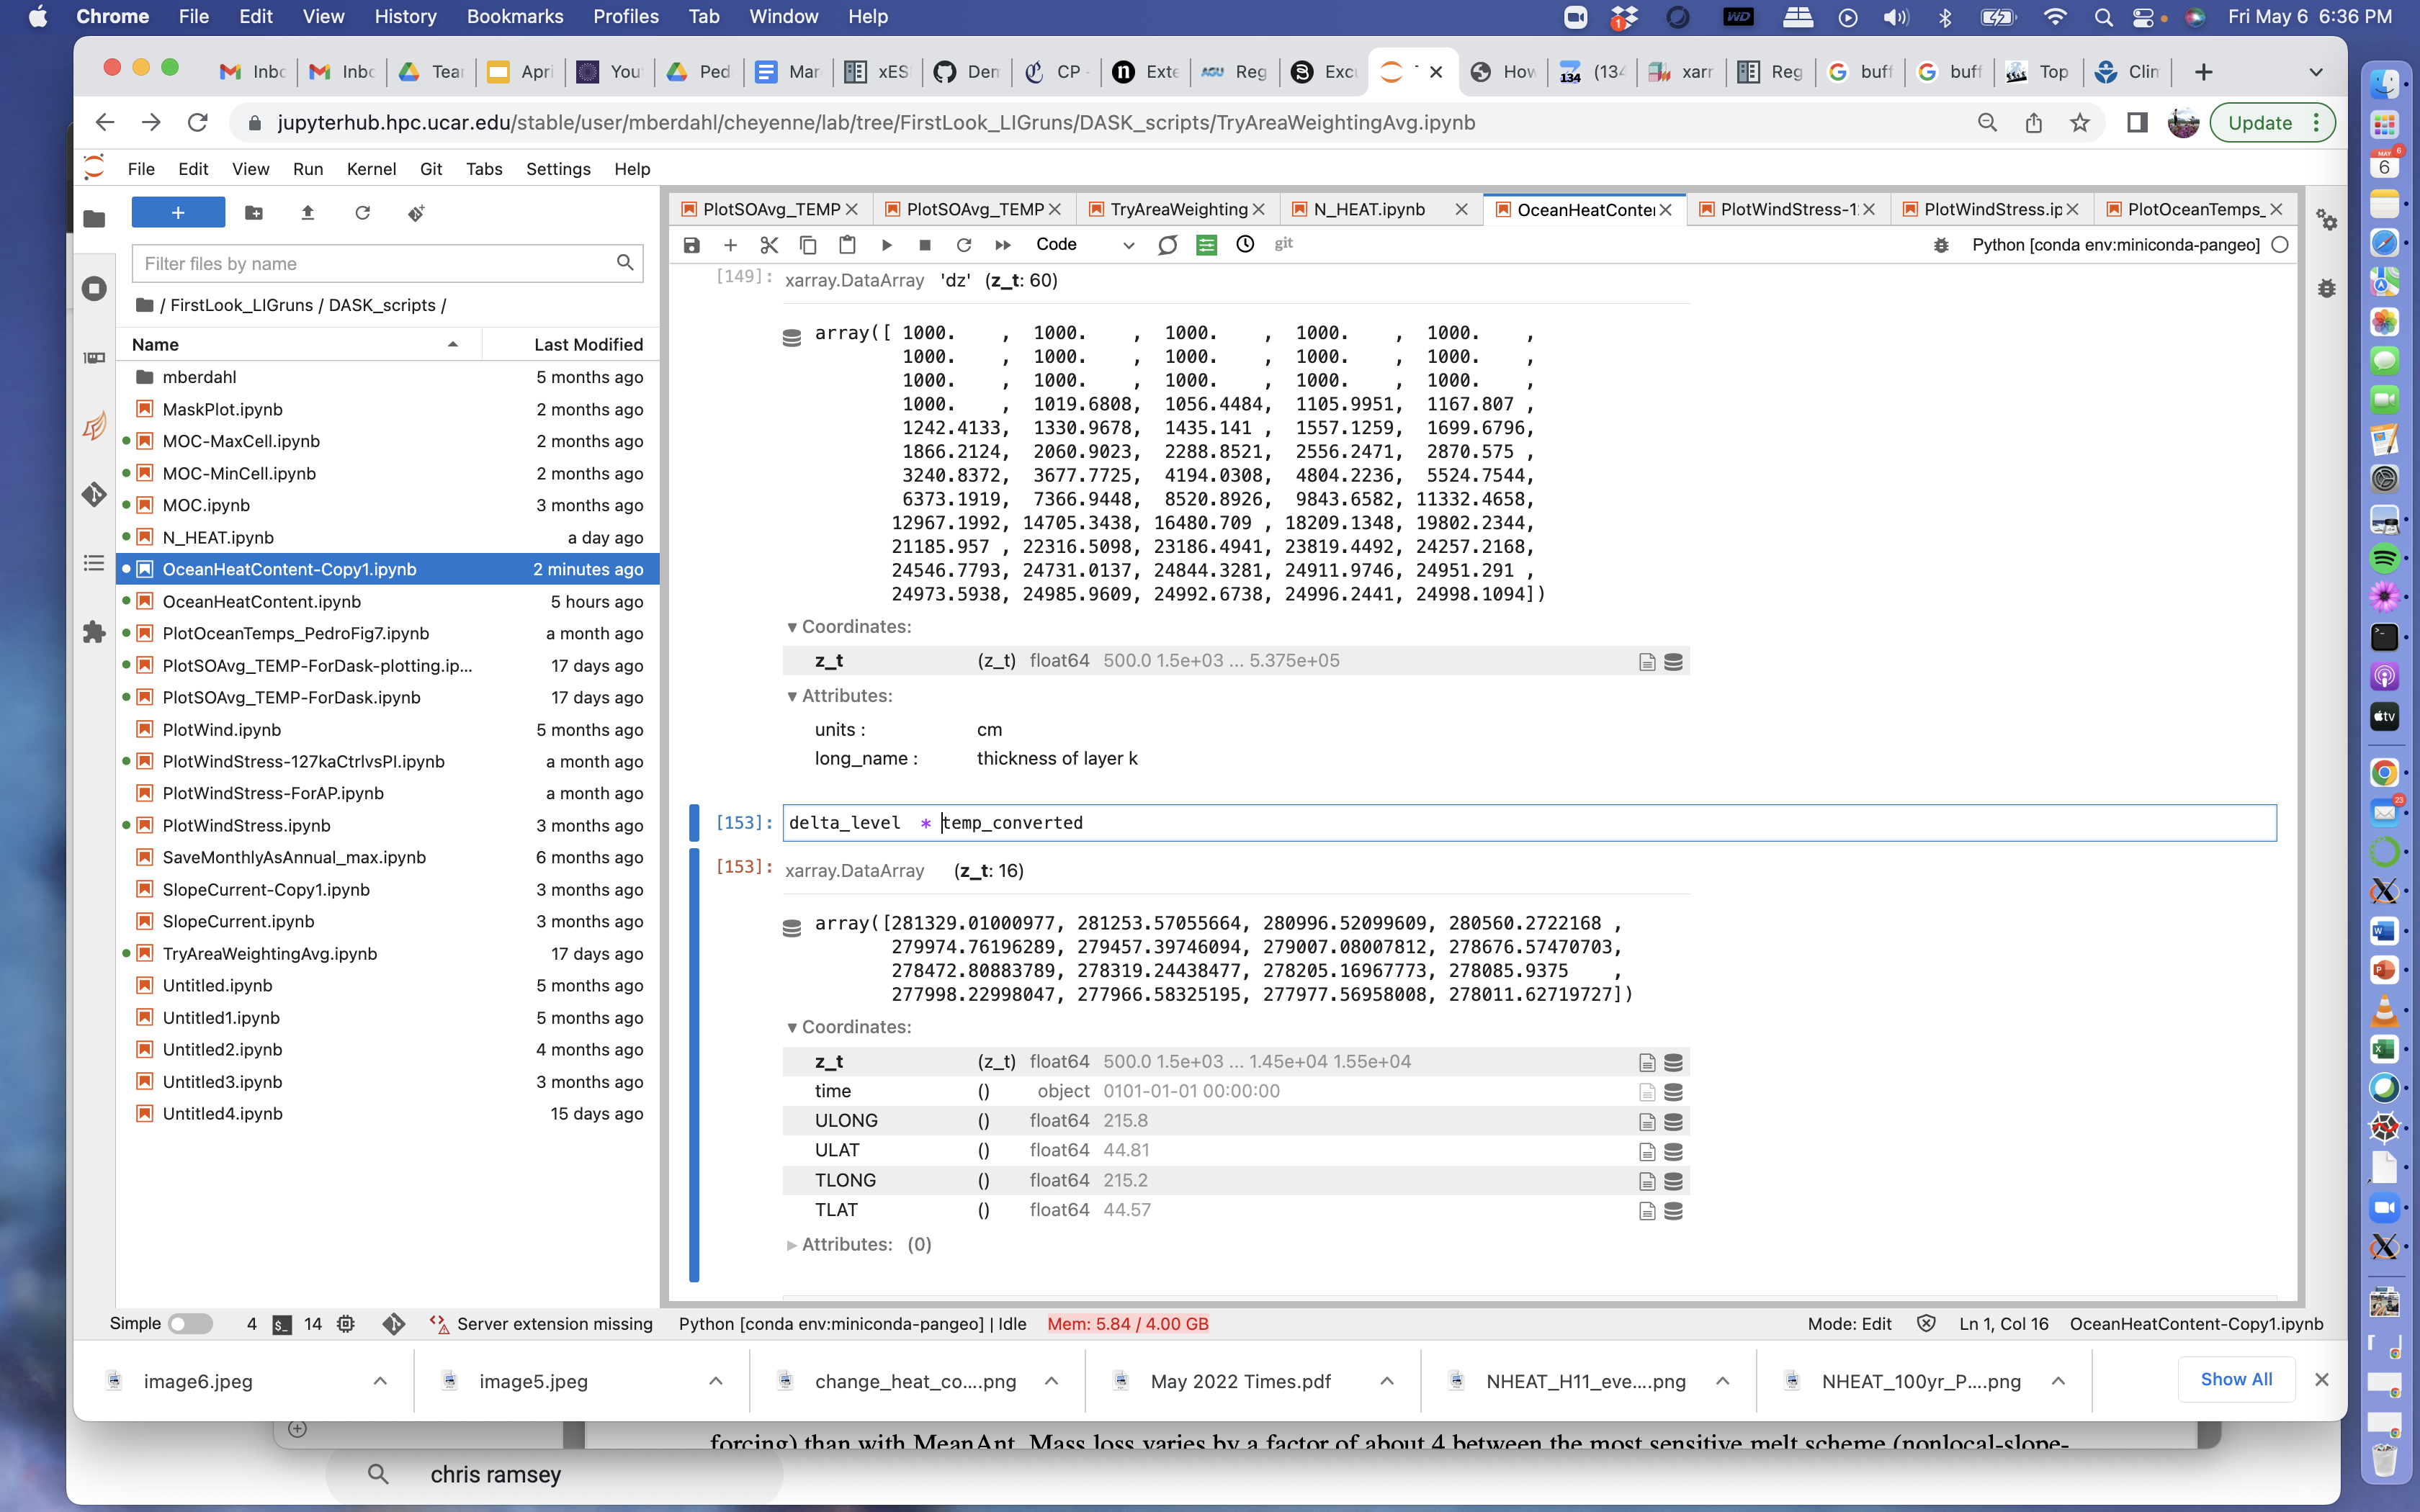 Chrome File Edit View History Bookmarks Profiles Tab Window Help
1 WD Fri May 6 6:36 PM
Inbc Inbc Tear Apri You Ped Mar xES Den CP Exte AGU Reg Excu - How 134 (134 xarr Reg buff buff Top Clim
jupyterhub.hpc.ucar.edu/stable/user/mberdahl/cheyenne/lab/tree/FirstLook_LIGruns/DASK_scripts/TryAreaWeightingAvg.ipynb Update
File Edit View Run Kernel Git Tabs Settings Help
PlotSOAvg_TEMP PlotSOAvg_TEMP TryAreaWeighting N_HEAT.ipynb OceanHeatConte PlotWindStress-1 PlotWindStress.ip PlotOceanTemps_
Code git Python [conda env:miniconda-pangeo]
Filter files by name
/ FirstLook_LIGruns / DASK_scripts /
Name Last Modified
mberdahl 5 months ago
MaskPlot.ipynb 2 months ago
MOC-MaxCell.ipynb 2 months ago
MOC-MinCell.ipynb 2 months ago
MOC.ipynb 3 months ago
N_HEAT.ipynb a day ago
OceanHeatContent-Copy1.ipynb 2 minutes ago
OceanHeatContent.ipynb 5 hours ago
PlotOceanTemps_PedroFig7.ipynb a month ago
PlotSOAvg_TEMP-ForDask-plotting.ip... 17 days ago
PlotSOAvg_TEMP-ForDask.ipynb 17 days ago
PlotWind.ipynb 5 months ago
PlotWindStress-127kaCtrlvsPI.ipynb a month ago
PlotWindStress-ForAP.ipynb a month ago
PlotWindStress.ipynb 3 months ago
SaveMonthlyAsAnnual_max.ipynb 6 months ago
SlopeCurrent-Copy1.ipynb 3 months ago
SlopeCurrent.ipynb 3 months ago
TryAreaWeightingAvg.ipynb 17 days ago
Untitled.ipynb 5 months ago
Untitled1.ipynb 5 months ago
Untitled2.ipynb 4 months ago
Untitled3.ipynb 3 months ago
Untitled4.ipynb 15 days ago
[149]: xarray.DataArray 'dz' (z_t: 60)
array([ 1000. , 1000. , 1000. , 1000. , 1000. ,
1000. , 1000. , 1000. , 1000. , 1000. ,
1000. , 1000. , 1000. , 1000. , 1000. ,
1000. , 1019.6808, 1056.4484, 1105.9951, 1167.807 ,
1242.4133, 1330.9678, 1435.141 , 1557.1259, 1699.6796,
1866.2124, 2060.9023, 2288.8521, 2556.2471, 2870.575 ,
3240.8372, 3677.7725, 4194.0308, 4804.2236, 5524.7544,
6373.1919, 7366.9448, 8520.8926, 9843.6582, 11332.4658,
12967.1992, 14705.3438, 16480.709 , 18209.1348, 19802.2344,
21185.957 , 22316.5098, 23186.4941, 23819.4492, 24257.2168,
24546.7793, 24731.0137, 24844.3281, 24911.9746, 24951.291 ,
24973.5938, 24985.9609, 24992.6738, 24996.2441, 24998.1094])
Coordinates:
z_t (z_t) float64 500.0 1.5e+03 ... 5.375e+05
Attributes:
units : cm
long_name : thickness of layer k
[153]: delta_level * temp_converted
[153]: xarray.DataArray (z_t: 16)
array([281329.01000977, 281253.57055664, 280996.52099609, 280560.2722168 ,
279974.76196289, 279457.39746094, 279007.08007812, 278676.57470703,
278472.80883789, 278319.24438477, 278205.16967773, 278085.9375 ,
277998.22998047, 277966.58325195, 277977.56958008, 278011.62719727])
Coordinates:
z_t (z_t) float64 500.0 1.5e+03 ... 1.45e+04 1.55e+04
time () object 0101-01-01 00:00:00
ULONG () float64 215.8
ULAT () float64 44.81
TLONG () float64 215.2
TLAT () float64 44.57
Attributes: (0)
Simple 4 14 Server extension missing Python [conda env:miniconda-pangeo] | Idle Mem: 5.84 / 4.00 GB Mode: Edit Ln 1, Col 16 OceanHeatContent-Copy1.ipynb
image6.jpeg image5.jpeg change_heat_co....png May 2022 Times.pdf NHEAT_H11_eve....png NHEAT_100yr_P....png Show All
forcing) than with MeanAnt. Mass loss varies by a factor of about 4 between the most sensitive melt scheme (nonlocal-slope-
chris ramsey
MAY 6
6
tv
23